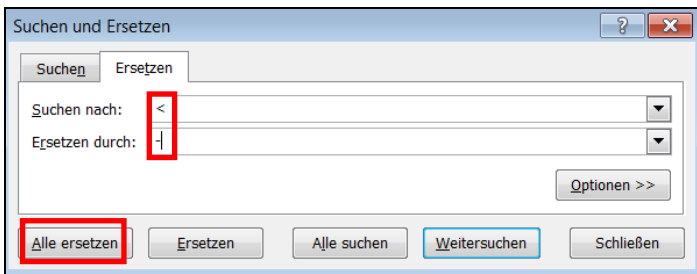 Suchen und Ersetzen
Suchen Ersetzen
Suchen nach: <
Ersetzen durch: -
Optionen >>
Alle ersetzen Ersetzen Alle suchen Weitersuchen Schließen